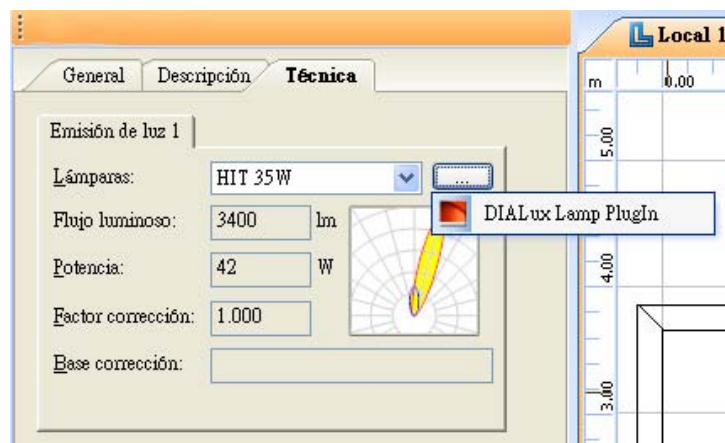 Local 1
General Descripción Técnica
m 0.00
Emisión de luz 1
5.00
Lámparas: HIT 35W ...
DIALux Lamp PlugIn
Flujo luminoso: 3400 lm
4.00
Potencia: 42 W
Factor corrección: 1.000
Base corrección:
3.00